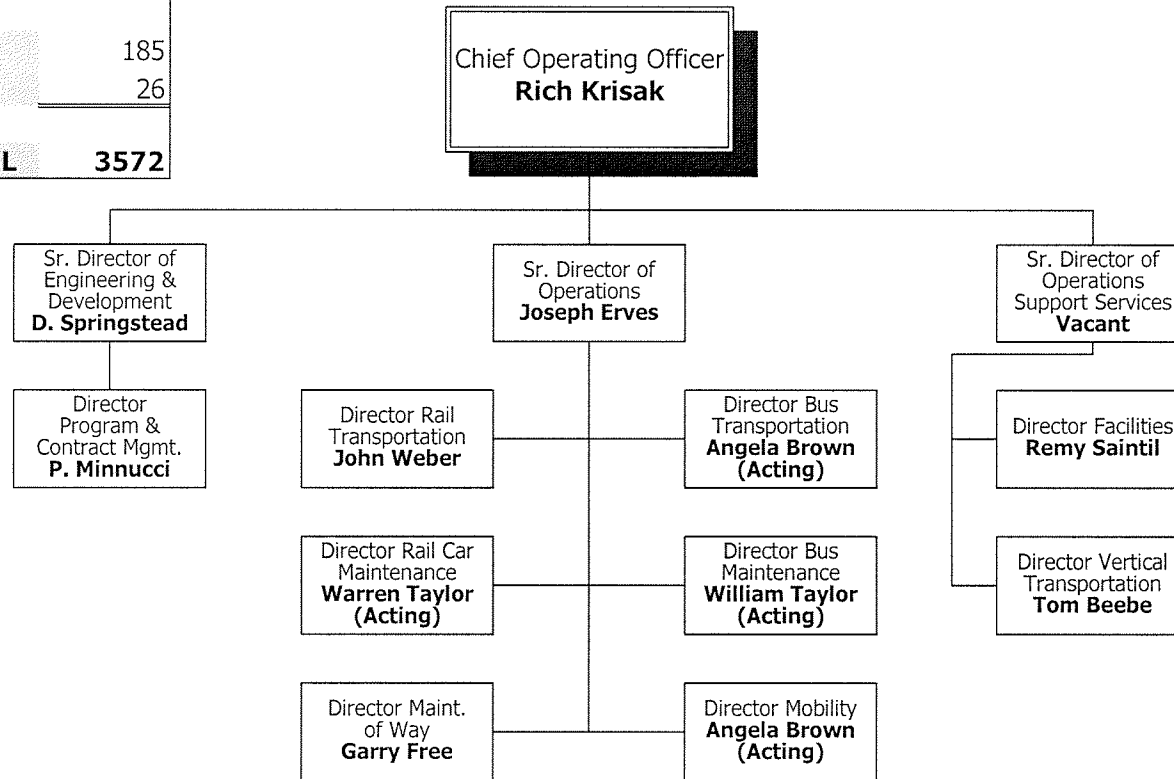 185
26
L 3572
Chief Operating Officer
Rich Krisak
Sr. Director of
Engineering &
Development
D. Springstead
Sr. Director of
Operations
Joseph Erves
Sr. Director of
Operations
Support Services
Vacant
Director
Program &
Contract Mgmt.
P. Minnucci
Director Rail
Transportation
John Weber
Director Bus
Transportation
Angela Brown
(Acting)
Director Facilities
Remy Saintil
Director Rail Car
Maintenance
Warren Taylor
(Acting)
Director Bus
Maintenance
William Taylor
(Acting)
Director Vertical
Transportation
Tom Beebe
Director Maint.
of Way
Garry Free
Director Mobility
Angela Brown
(Acting)